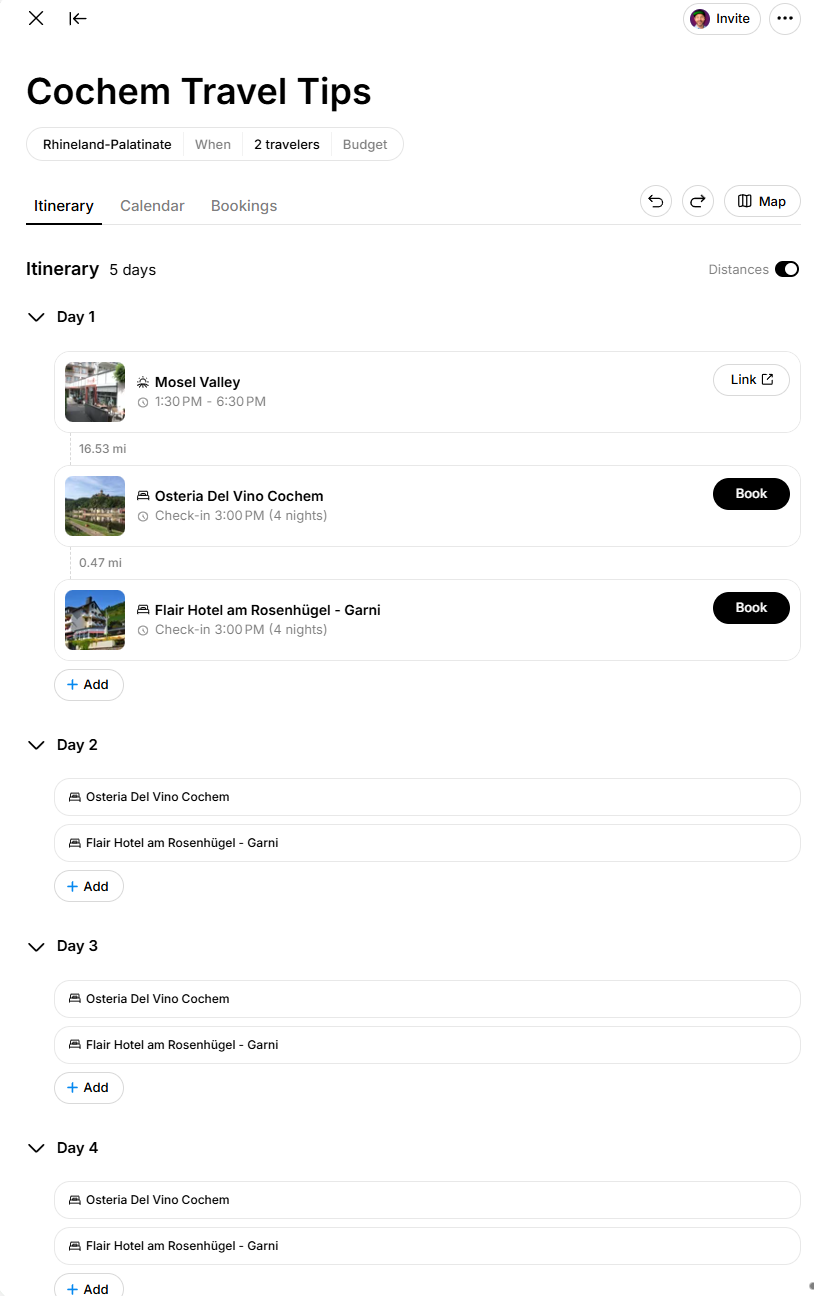 Invite
Cochem Travel Tips
Rhineland-Palatinate When 2 travelers Budget
Itinerary Calendar Bookings Map
Itinerary 5 days Distances
Day 1
Mosel Valley Link
1:30 PM - 6:30 PM
16.53 mi
Osteria Del Vino Cochem Book
Check-in 3:00 PM (4 nights)
0.47 mi
Flair Hotel am Rosenhügel - Garni Book
Check-in 3:00 PM (4 nights)
+ Add
Day 2
Osteria Del Vino Cochem
Flair Hotel am Rosenhügel - Garni
+ Add
Day 3
Osteria Del Vino Cochem
Flair Hotel am Rosenhügel - Garni
+ Add
Day 4
Osteria Del Vino Cochem
Flair Hotel am Rosenhügel - Garni
+ Add